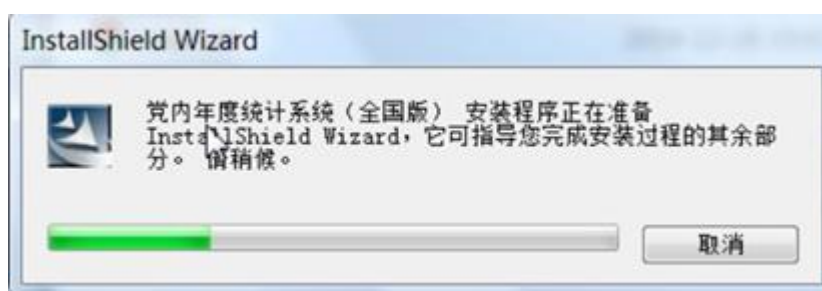 InstallShield Wizard
党内年度统计系统（全国版） 安装程序正在准备
InstallShield Wizard，它可指导您完成安装过程的其余部
分。 请稍候。
取消